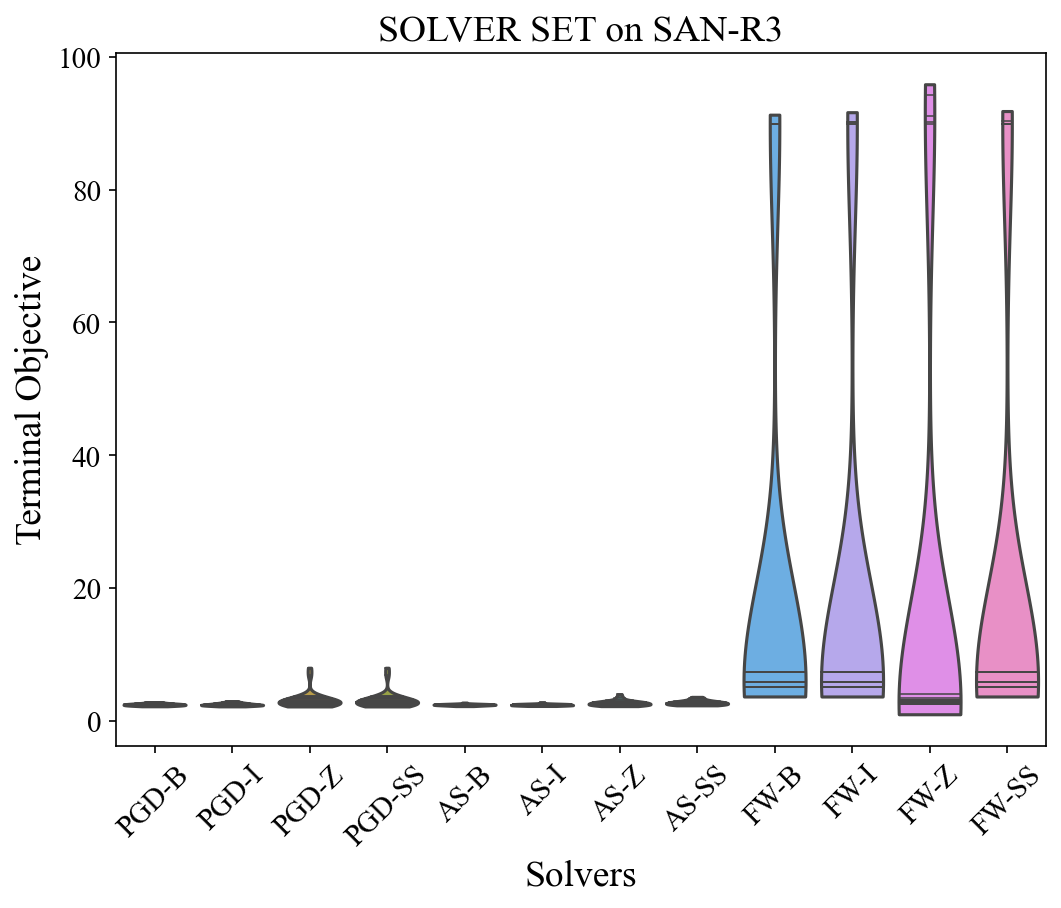 SOLVER SET on SAN-R3
Terminal Objective
100
80
60
40
20
0
PGD-B
PGD-I
PGD-Z
PGD-SS
AS-B
AS-I
AS-Z
AS-SS
FW-B
FW-I
FW-Z
FW-SS
Solvers